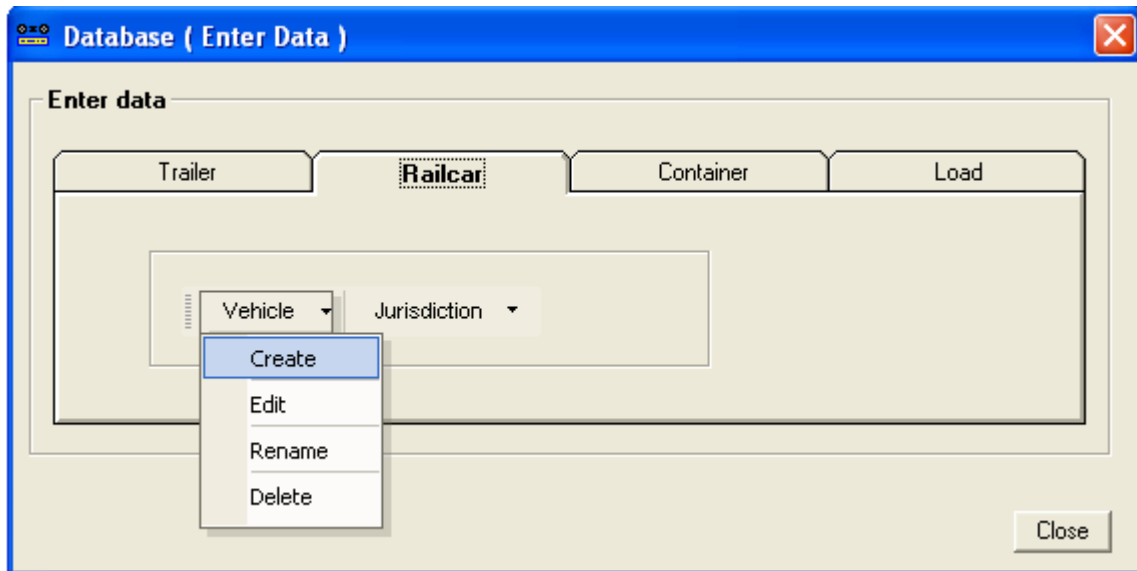 Database ( Enter Data )
Enter data
Trailer Railcar Container Load
Vehicle Jurisdiction
Create
Edit
Rename
Delete
Close